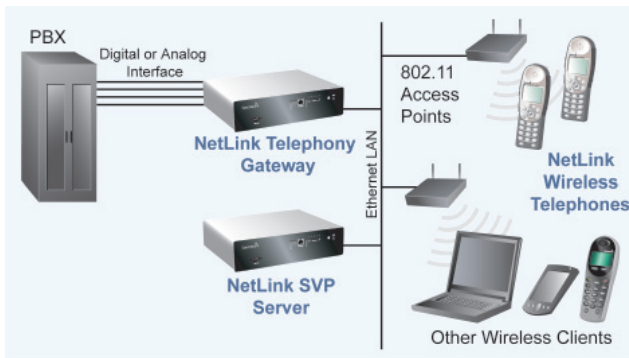 PBX
Digital or Analog
Interface
NetLink Telephony
Gateway
NetLink SVP
Server
Ethernet LAN
802.11
Access
Points
NetLink
Wireless
Telephones
Other Wireless Clients